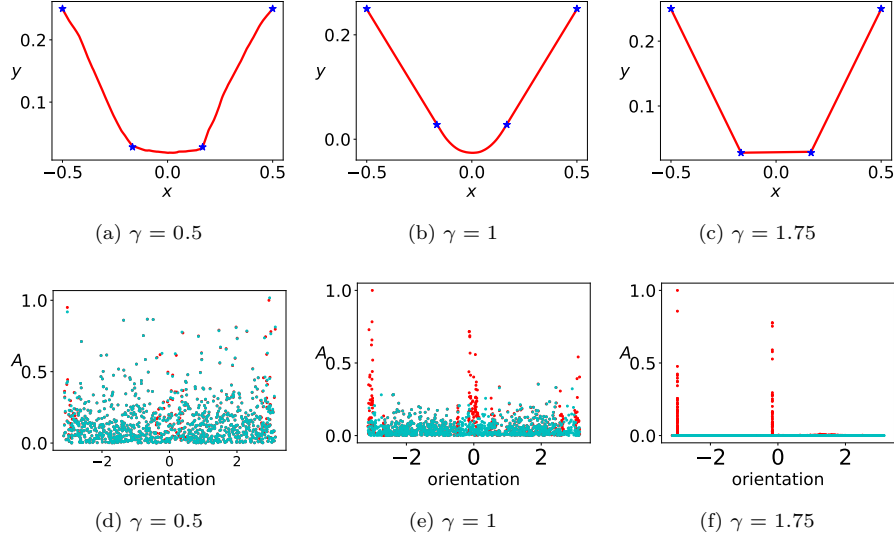 0.2
y
0.1
−0.5
0.0
0.5
x
0.2
y
0.0
−0.5
0.0
0.5
x
0.2
y
0.1
−0.5
0.0
0.5
x
(a) γ = 0.5
(b) γ = 1
(c) γ = 1.75
1.0
A
0.5
0.0
−2
0
2
orientation
1.0
A
0.5
0.0
−2
0
2
orientation
1.0
A
0.5
0.0
−2
0
2
orientation
(d) γ = 0.5
(e) γ = 1
(f) γ = 1.75